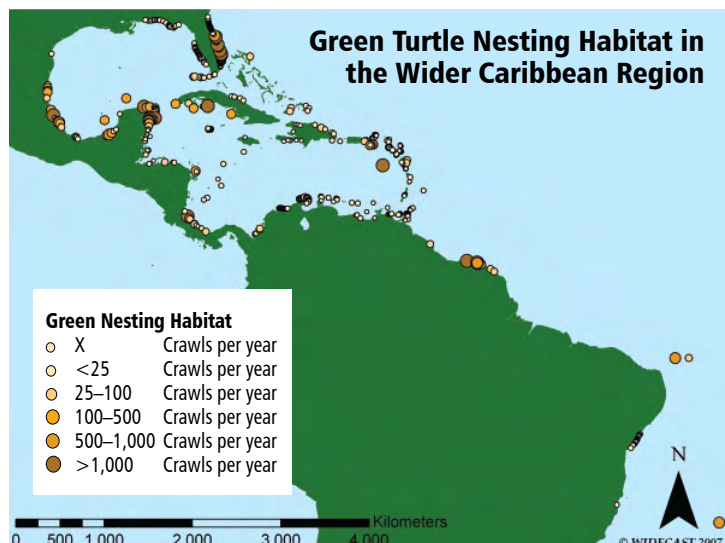 Green Turtle Nesting Habitat in
the Wider Caribbean Region
Green Nesting Habitat
X Crawls per year
<25 Crawls per year
25–100 Crawls per year
100–500 Crawls per year
500–1,000 Crawls per year
>1,000 Crawls per year
N
Kilometers
0 500 1,000 2,000 3,000 4,000
© WIDECAST 2007